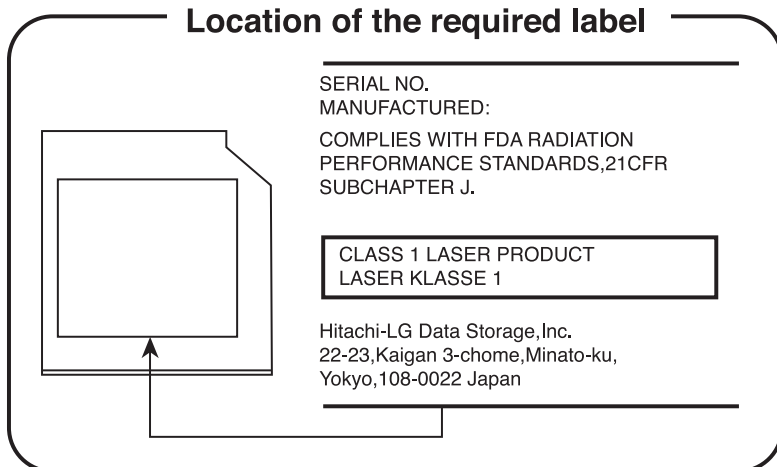 Location of the required label
SERIAL NO.
MANUFACTURED:
COMPLIES WITH FDA RADIATION
PERFORMANCE STANDARDS,21CFR
SUBCHAPTER J.
CLASS 1 LASER PRODUCT
LASER KLASSE 1
Hitachi-LG Data Storage,Inc.
22-23,Kaigan 3-chome,Minato-ku,
Yokyo,108-0022 Japan